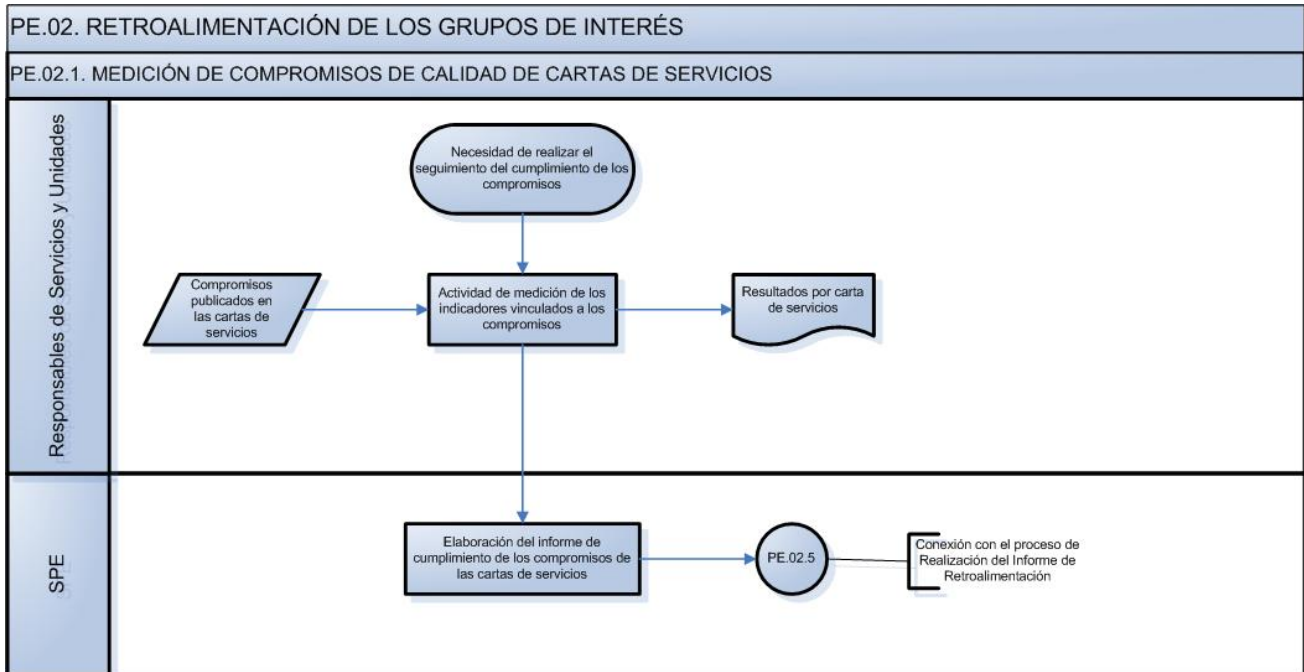 PE.02. RETROALIMENTACIÓN DE LOS GRUPOS DE INTERÉS
PE.02.1. MEDICIÓN DE COMPROMISOS DE CALIDAD DE CARTAS DE SERVICIOS
Responsables de Servicios y Unidades
Necesidad de realizar el
seguimiento del cumplimiento de los
compromisos
Compromisos
publicados en
las cartas de
servicios
Actividad de medición de los
indicadores vinculados a los
compromisos
Resultados por carta
de servicios
SPE
Elaboración del informe de
cumplimiento de los compromisos de
las cartas de servicios
PE.02.5
Conexión con el proceso de
Realización del Informe de
Retroalimentación